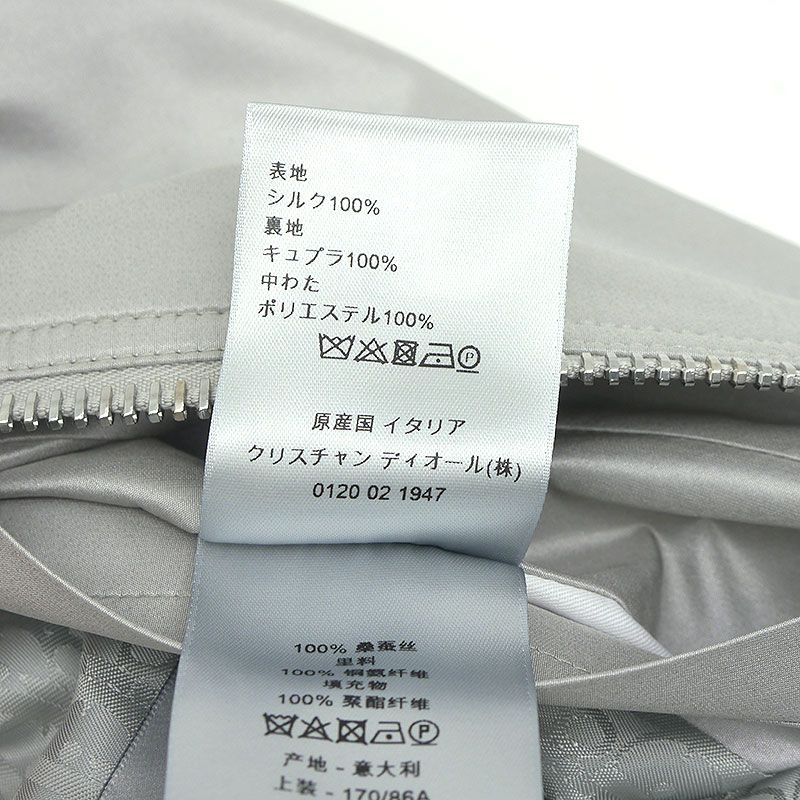 表地
シルク100%
裏地
キュプラ100%
中わた
ポリエステル100%
P
原産国 イタリア
クリスチャン ディオール(株)
0120 02 1947
100% 桑蚕丝
里料
100% 铜氨纤维
填充物
100% 聚酯纤维
P
产地 - 意大利
上装 - 170/86A